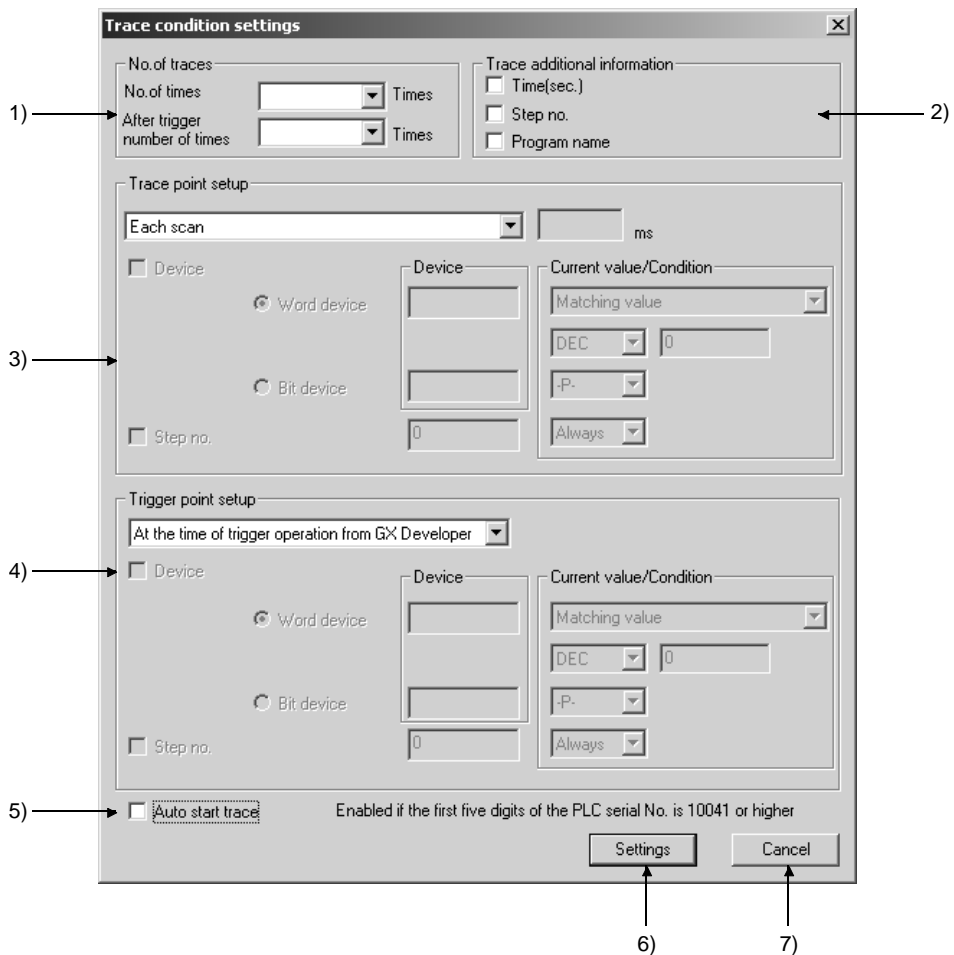 Trace condition settings
No.of traces
No.of times
Times
After trigger
number of times
Times
1)
Trace additional information
Time(sec.)
Step no.
Program name
2)
Trace point setup
Each scan
ms
Device
Word device
Bit device
Step no.
Device
0
Current value/Condition
Matching value
DEC
0
-P-
Always
3)
Trigger point setup
At the time of trigger operation from GX Developer
Device
Word device
Bit device
Step no.
Device
0
Current value/Condition
Matching value
DEC
0
-P-
Always
4)
5)
Auto start trace
Enabled if the first five digits of the PLC serial No. is 10041 or higher
Settings
Cancel
6)
7)